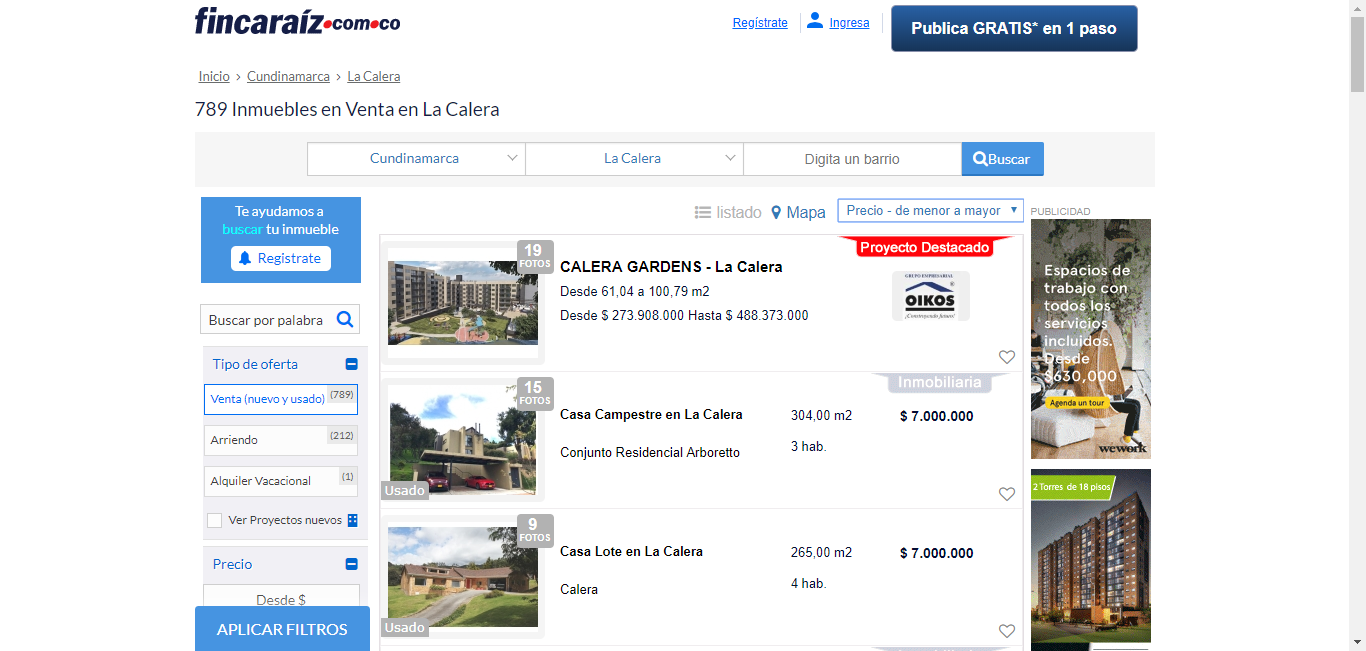 fincaraíz.com.co
Regístrate
Ingresa
Publica GRATIS* en 1 paso
Inicio › Cundinamarca › La Calera
789 Inmuebles en Venta en La Calera
Cundinamarca
La Calera
Digita un barrio
Buscar
Te ayudamos a
buscar tu inmueble
Registrate
Buscar por palabra
Tipo de oferta
Venta (nuevo y usado) (789)
Arriendo (212)
Alquiler Vacacional (1)
Ver Proyectos nuevos
Precio
Desde $
APLICAR FILTROS
listado
Mapa
Precio - de menor a mayor
19
FOTOS
Proyecto Destacado
CALERA GARDENS - La Calera
Desde 61,04 a 100,79 m2
Desde $ 273.908.000 Hasta $ 488.373.000
GRUPO EMPRESARIAL
OIKOS
¡Construyendo futuro!
15
FOTOS
Inmobiliaria
Casa Campestre en La Calera
304,00 m2
$ 7.000.000
Conjunto Residencial Arboretto
3 hab.
Usado
9
FOTOS
Casa Lote en La Calera
265,00 m2
$ 7.000.000
Calera
4 hab.
Usado
PUBLICIDAD
Espacios de
trabajo con
todos los
servicios
incluidos.
Desde
$630,000
Agenda un tour
wework
2 Torres de 18 pisos